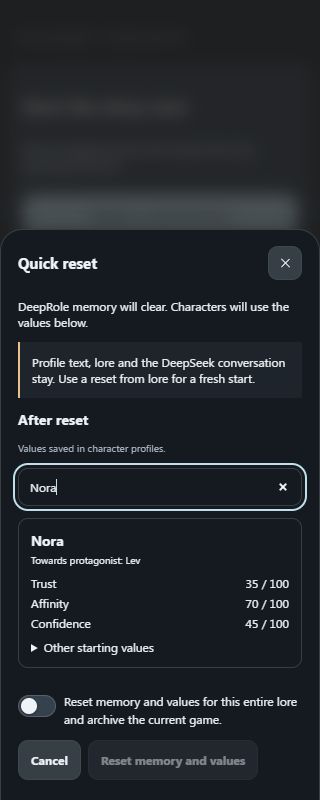 Quick reset
DeepRole memory will clear. Characters will use the
values below.
Profile text, lore and the DeepSeek conversation
stay. Use a reset from lore for a fresh start.
After reset
Values saved in character profiles.
Nora
Nora
Towards protagonist: Lev
Trust 35 / 100
Affinity 70 / 100
Confidence 45 / 100
Other starting values
Reset memory and values for this entire lore
and archive the current game.
Cancel Reset memory and values